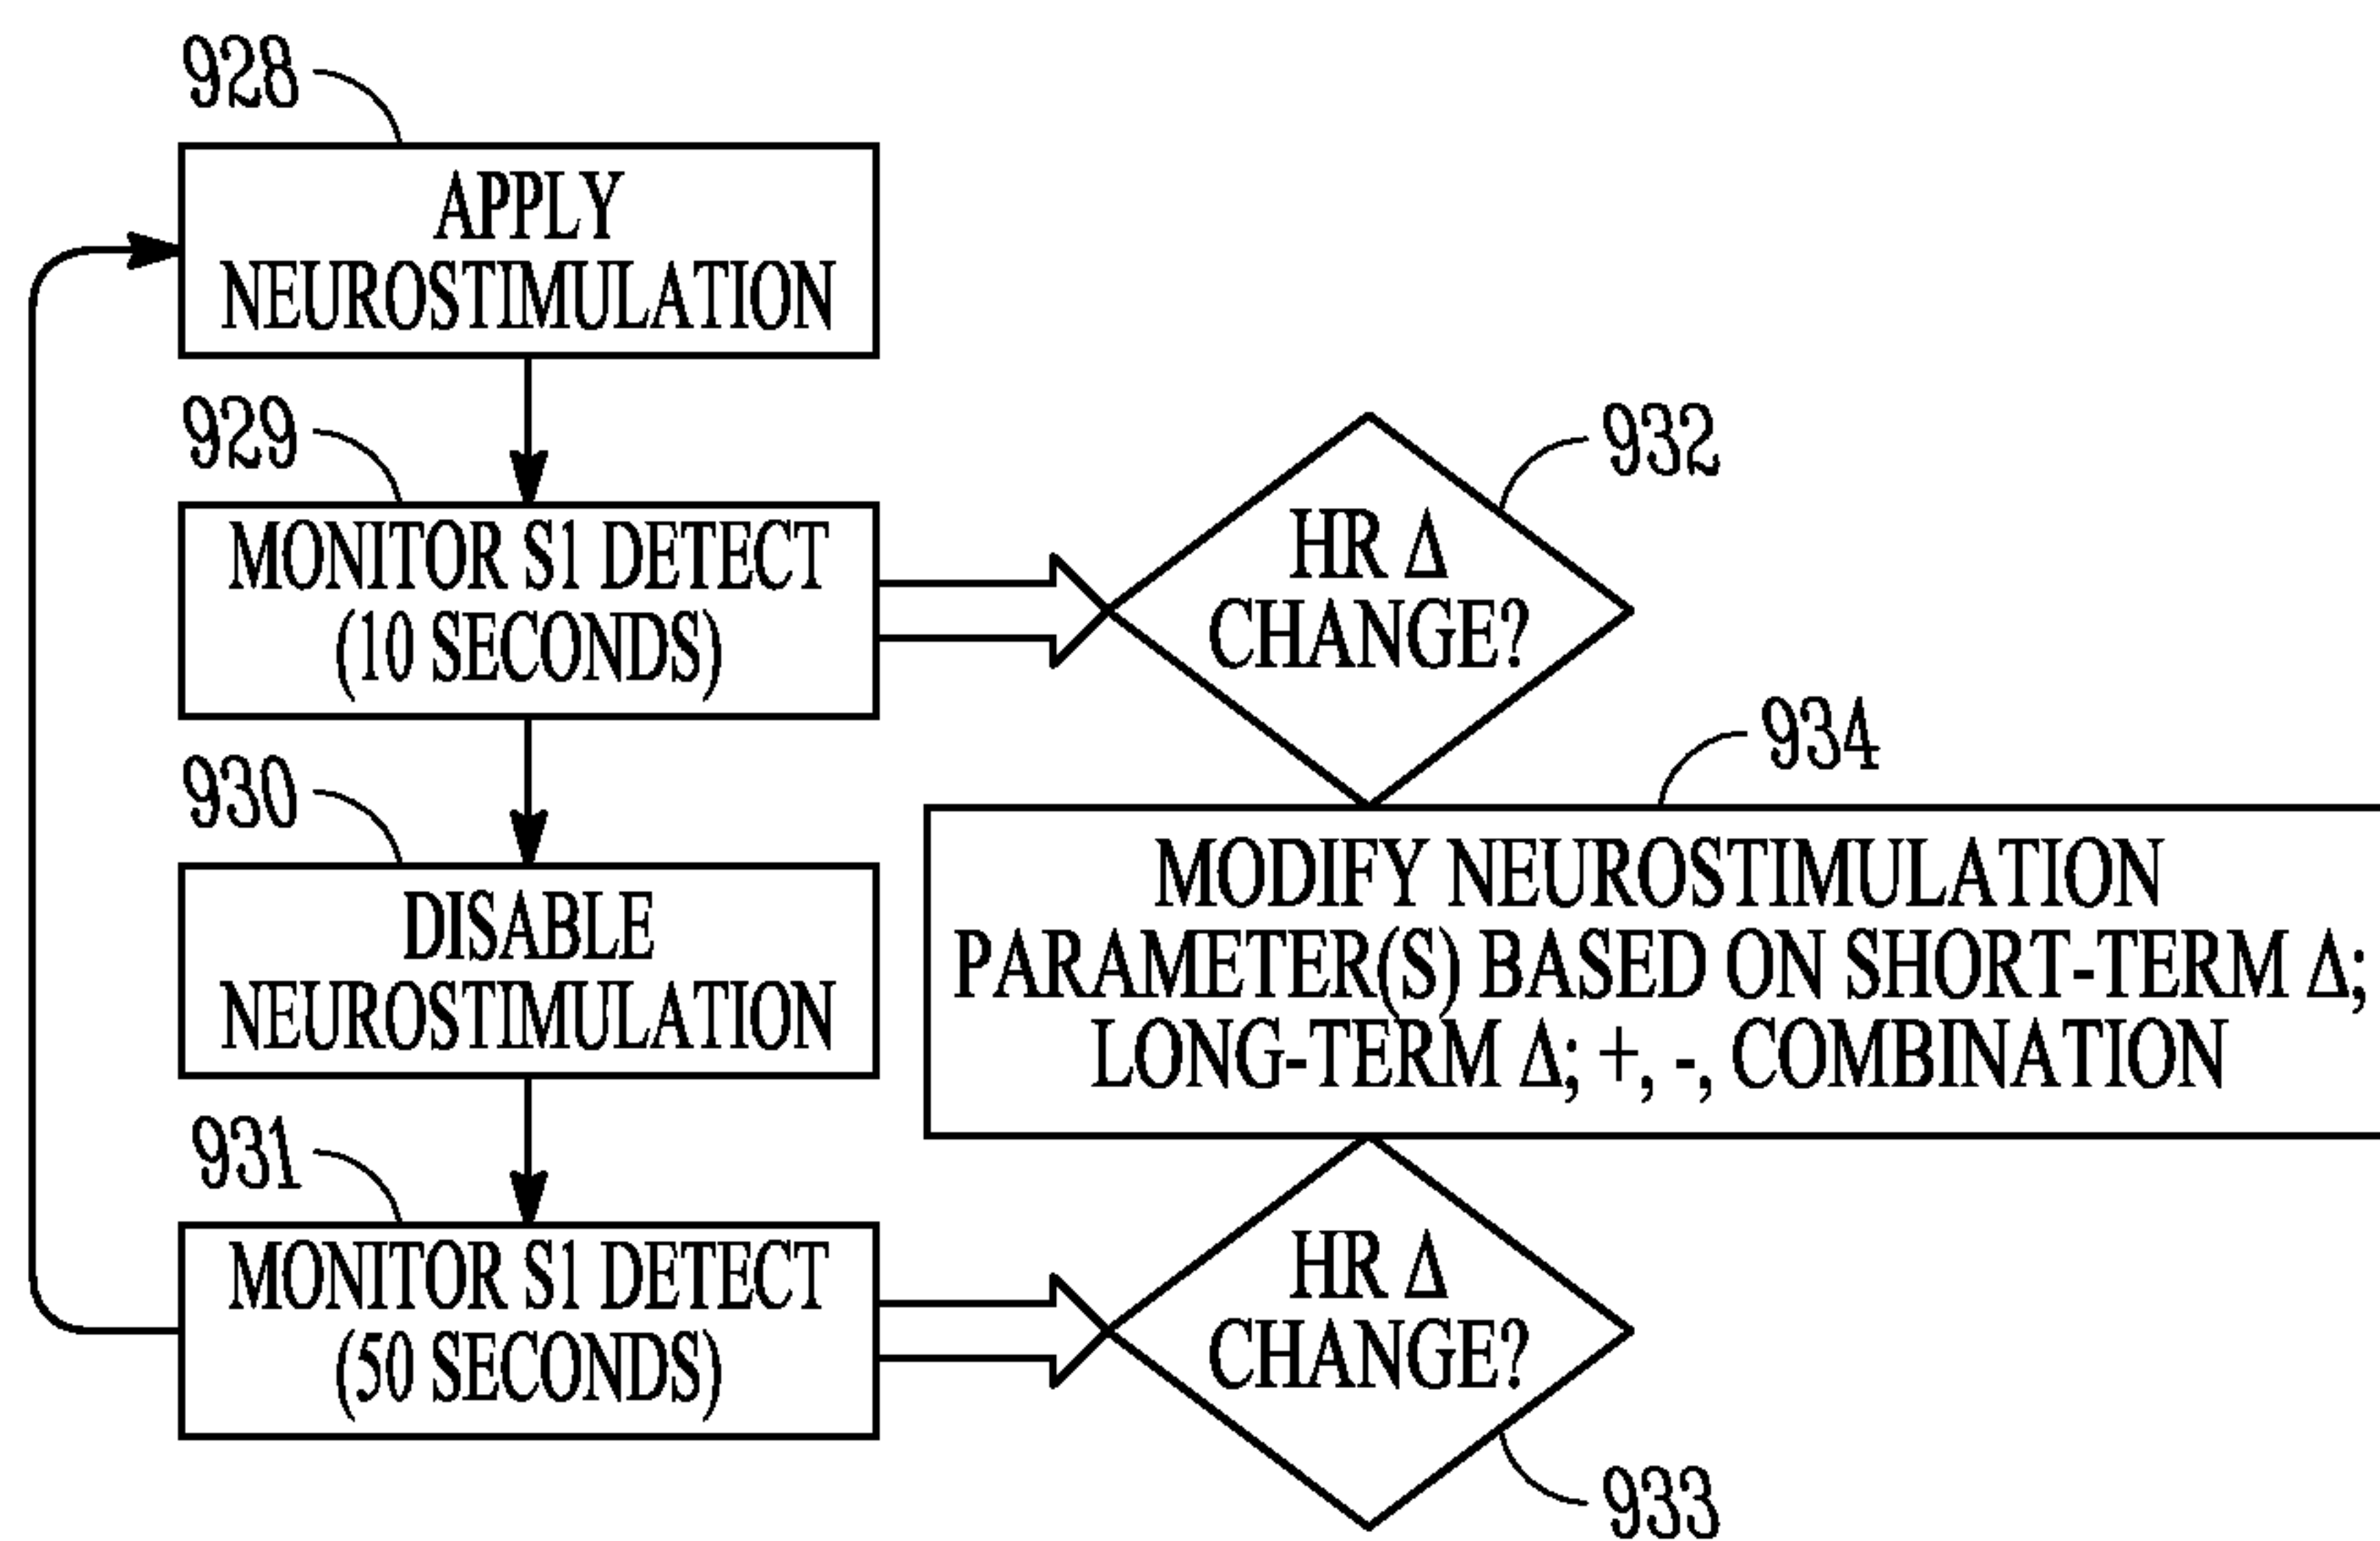 928
APPLY
NEUROSTIMULATION
929
MONITOR S1 DETECT
(10 SECONDS)
932
HR Δ
CHANGE?
930
DISABLE
NEUROSTIMULATION
934
MODIFY NEUROSTIMULATION
PARAMETER(S) BASED ON SHORT-TERM Δ;
LONG-TERM Δ; +, -, COMBINATION
931
MONITOR S1 DETECT
(50 SECONDS)
HR Δ
CHANGE?
933